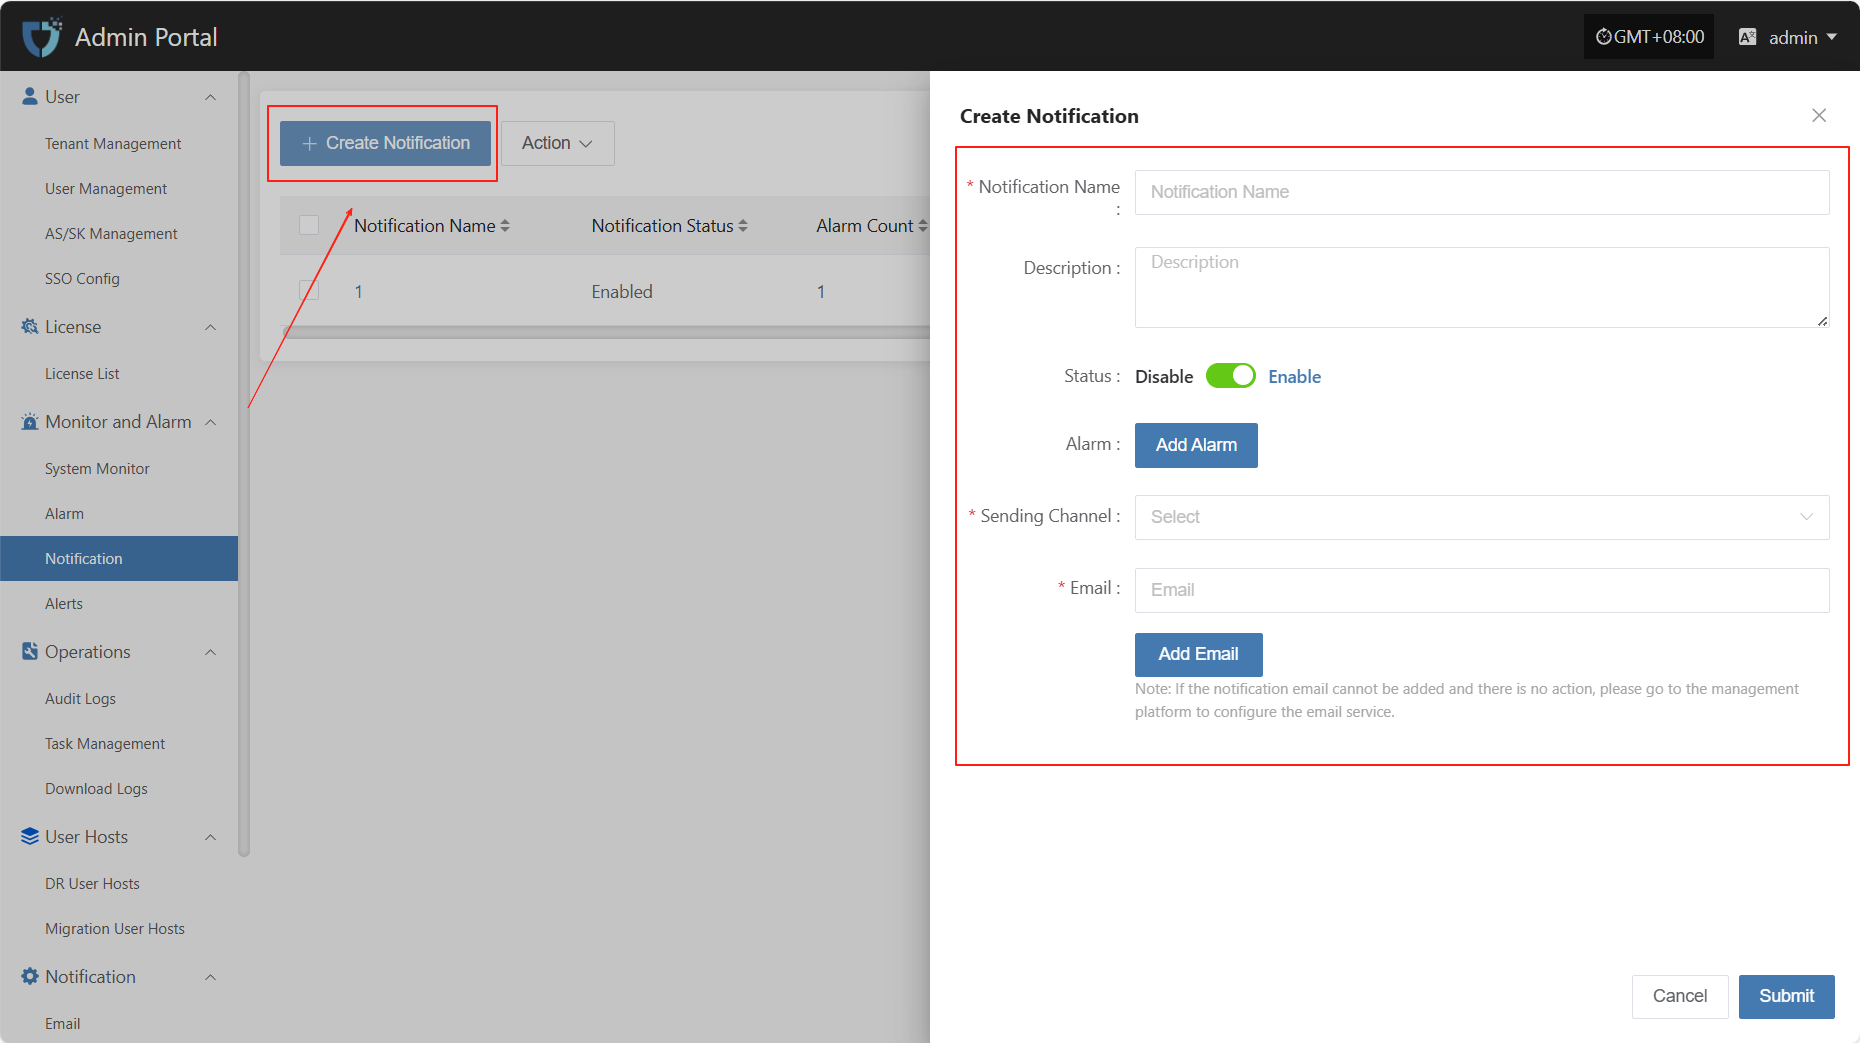 Admin Portal
GMT+08:00
admin
User
Tenant Management
User Management
AS/SK Management
SSO Config
License
License List
Monitor and Alarm
System Monitor
Alarm
Notification
Alerts
Operations
Audit Logs
Task Management
Download Logs
User Hosts
DR User Hosts
Migration User Hosts
Notification
Email
+ Create Notification
Action
Notification Name
Notification Status
Alarm Count
1
Enabled
1
Create Notification
* Notification Name :
Notification Name
Description :
Description
Status :
Disable
Enable
Alarm :
Add Alarm
* Sending Channel :
Select
* Email :
Email
Add Email
Note: If the notification email cannot be added and there is no action, please go to the management
platform to configure the email service.
Cancel
Submit